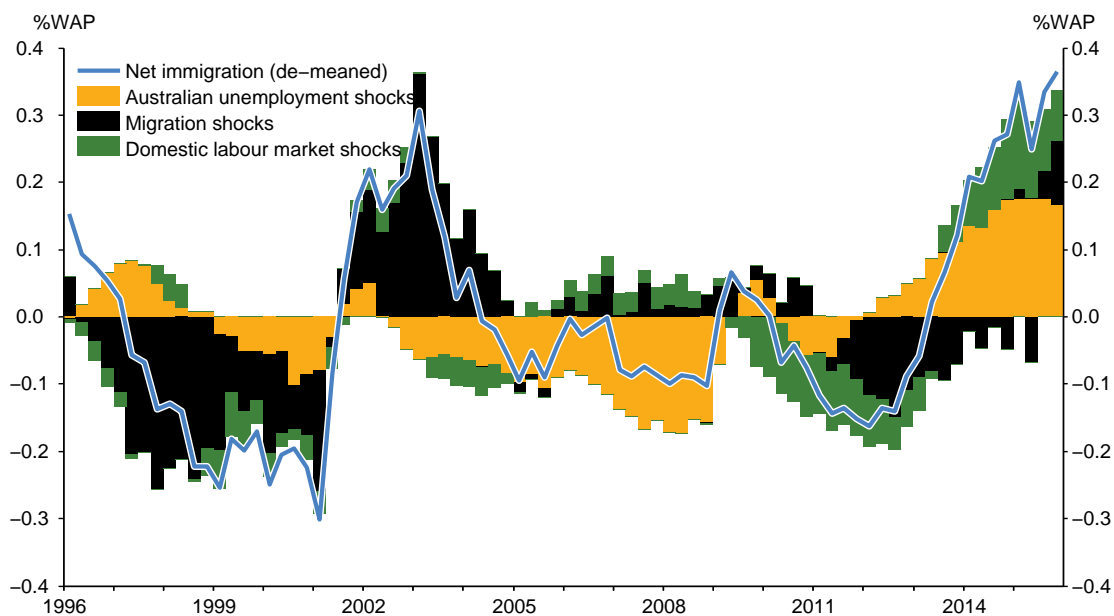 %WAP %WAP
0.4 0.4
Net immigration (de−meaned)
Australian unemployment shocks
0.3 0.3
Migration shocks
Domestic labour market shocks
0.2 0.2
0.1 0.1
0.0 0.0
−0.1 −0.1
−0.2 −0.2
−0.3 −0.3
−0.4 −0.4
1996 1999 2002 2005 2008 2011 2014